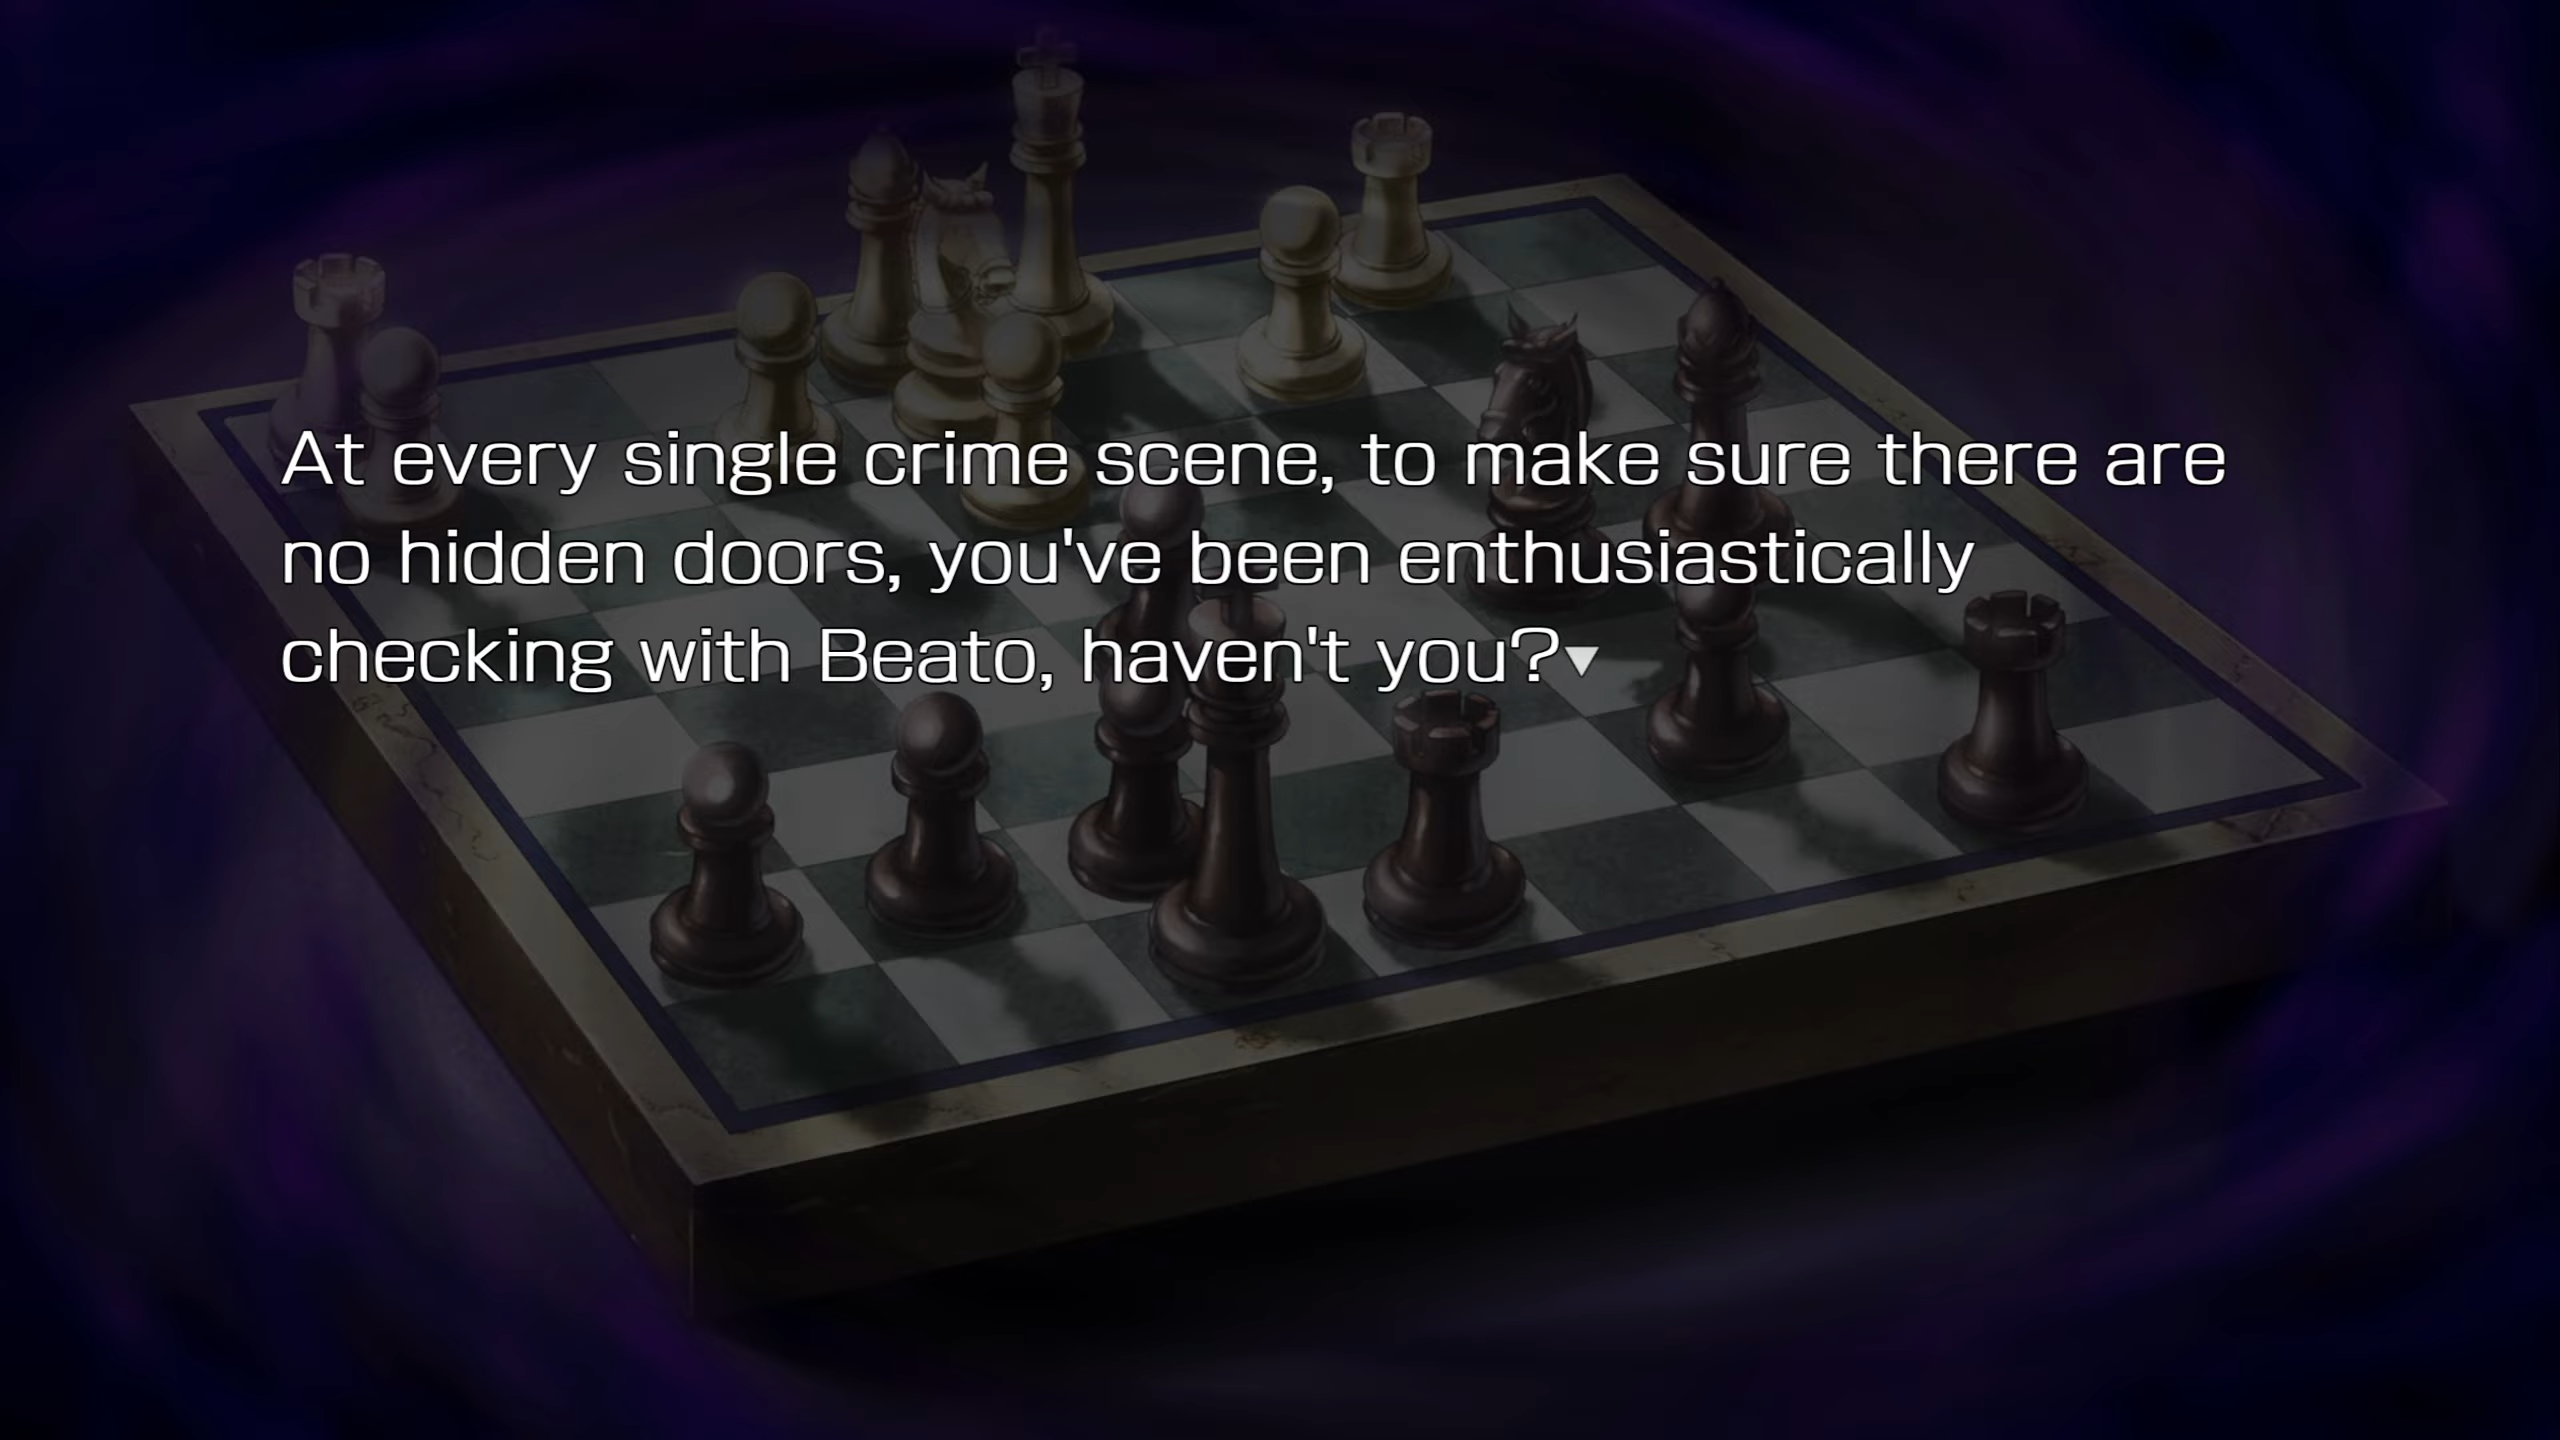 At every single crime scene, to make sure there are
no hidden doors, you've been enthusiastically
checking with Beato, haven't you?